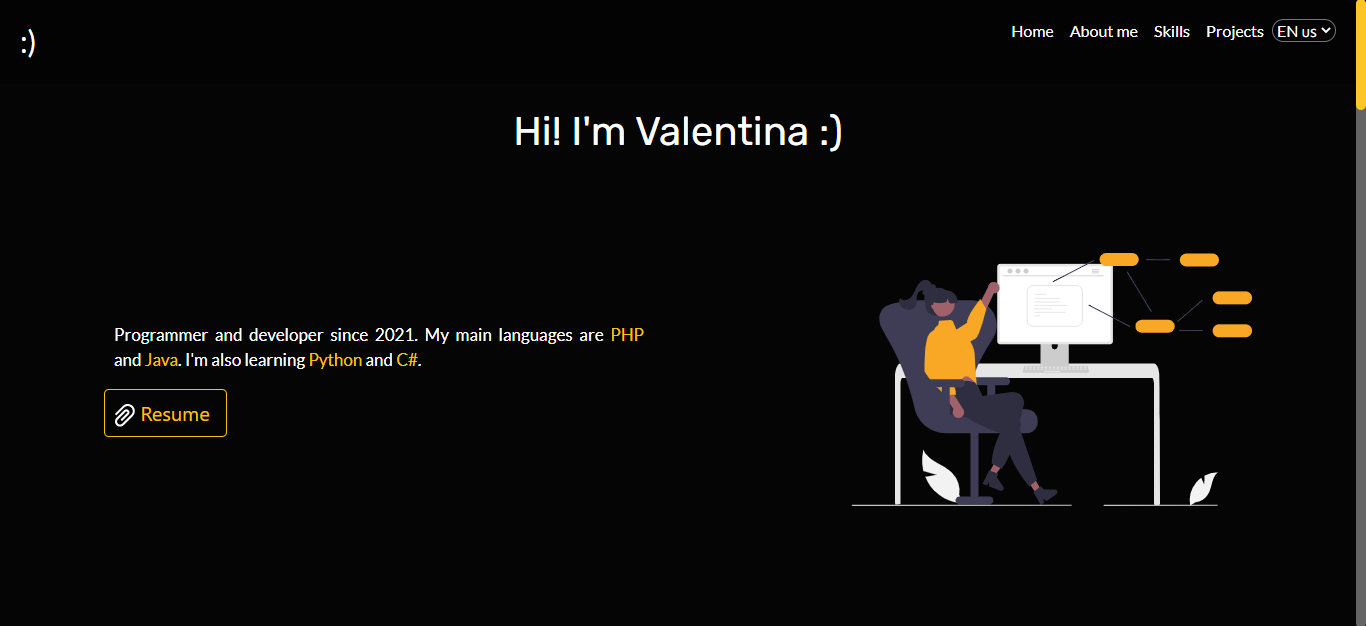 :)
Home About me Skills Projects EN us
Hi! I'm Valentina :)
Programmer and developer since 2021. My main languages are PHP
and Java. I'm also learning Python and C#.
Resume